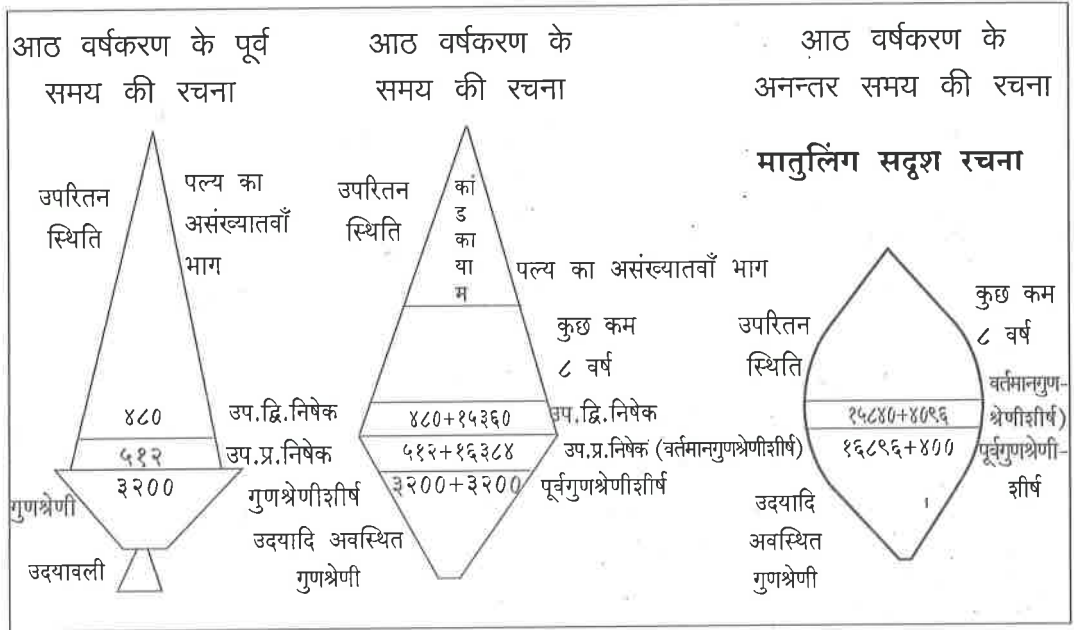 आठ वर्षकरण के पूर्व
समय की रचना
उपरितन
स्थिति
पल्य का
असंख्यातवाँ
भाग
४८०
उप.द्वि.निषेक
५१२
उप.प्र.निषेक
३२००
गुणश्रेणी
गुणश्रेणीशीर्ष
उदयावली
आठ वर्षकरण के
समय की रचना
उपरितन
स्थिति
कां
ड
का
या
म
पल्य का असंख्यातवाँ भाग
कुछ कम
८ वर्ष
४८०+१५३६०
उप.द्वि.निषेक
५१२+१६३८४
उप.प्र.निषेक (वर्तमानगुणश्रेणीशीर्ष)
३२००+३२००
पूर्वगुणश्रेणीशीर्ष
उदयादि अवस्थित
गुणश्रेणी
आठ वर्षकरण के
अनन्तर समय की रचना
मातुलिंग सदृश रचना
उपरितन
स्थिति
कुछ कम
८ वर्ष
वर्तमानगुण-
श्रेणीशीर्ष)
१५८४०+४०९६
१६८९६+४००
पूर्वगुणश्रेणी-
शीर्ष
उदयादि
अवस्थित
गुणश्रेणी